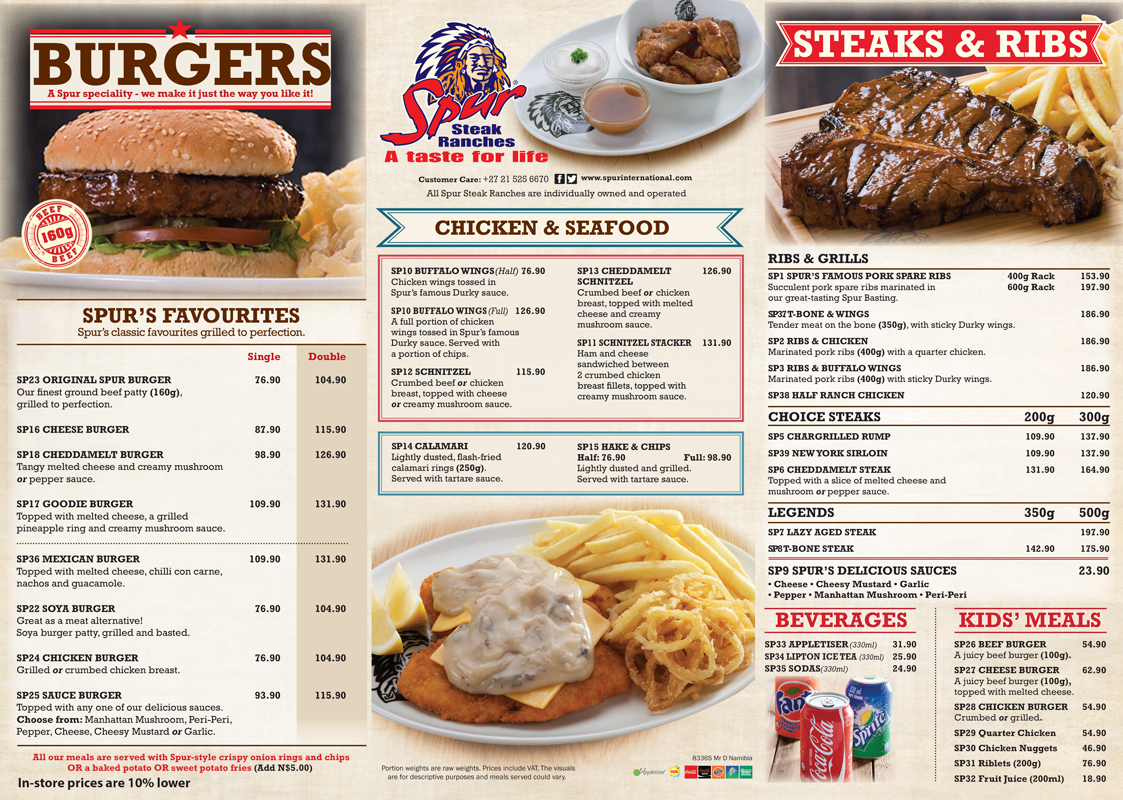 BURGERS
A Spur speciality - we make it just the way you like it!
BEEF
160g
BEEF
SPUR'S FAVOURITES
Spur's classic favourites grilled to perfection.
Single Double
SP23 ORIGINAL SPUR BURGER 76.90 104.90
Our finest ground beef patty (160g),
grilled to perfection.
SP16 CHEESE BURGER 87.90 115.90
SP18 CHEDDAMELT BURGER 98.90 126.90
Tangy melted cheese and creamy mushroom
or pepper sauce.
SP17 GOODIE BURGER 109.90 131.90
Topped with melted cheese, a grilled
pineapple ring and creamy mushroom sauce.
SP36 MEXICAN BURGER 109.90 131.90
Topped with melted cheese, chilli con carne,
nachos and guacamole.
SP22 SOYA BURGER 76.90 104.90
Great as a meat alternative!
Soya burger patty, grilled and basted.
SP24 CHICKEN BURGER 76.90 104.90
Grilled or crumbed chicken breast.
SP25 SAUCE BURGER 93.90 115.90
Topped with any one of our delicious sauces.
Choose from: Manhattan Mushroom, Peri-Peri,
Pepper, Cheese, Cheesy Mustard or Garlic.
All our meals are served with Spur-style crispy onion rings and chips
OR a baked potato OR sweet potato fries (Add N$5.00)
In-store prices are 10% lower
Spur
Steak
Ranches
A taste for life
Customer Care: +27 21 525 6670 www.spurinternational.com
All Spur Steak Ranches are individually owned and operated
CHICKEN & SEAFOOD
SP10 BUFFALO WINGS (Half) 76.90
Chicken wings tossed in
Spur's famous Durky sauce.
SP10 BUFFALO WINGS (Full) 126.90
A full portion of chicken
wings tossed in Spur's famous
Durky sauce. Served with
a portion of chips.
SP12 SCHNITZEL 115.90
Crumbed beef or chicken
breast, topped with cheese
or creamy mushroom sauce.
SP13 CHEDDAMELT 126.90
SCHNITZEL
Crumbed beef or chicken
breast, topped with melted
cheese and creamy
mushroom sauce.
SP11 SCHNITZEL STACKER 131.90
Ham and cheese
sandwiched between
2 crumbed chicken
breast fillets, topped with
creamy mushroom sauce.
SP14 CALAMARI 120.90
Lightly dusted, flash-fried
calamari rings (250g).
Served with tartare sauce.
SP15 HAKE & CHIPS
Half: 76.90 Full: 98.90
Lightly dusted and grilled.
Served with tartare sauce.
Portion weights are raw weights. Prices include VAT. The visuals
are for descriptive purposes and meals served could vary.
8336S Mr D Namibia
Appletiser
STEAKS & RIBS
RIBS & GRILLS
SP1 SPUR'S FAMOUS PORK SPARE RIBS 400g Rack 153.90
Succulent pork spare ribs marinated in 600g Rack 197.90
our great-tasting Spur Basting.
SP37 T-BONE & WINGS 186.90
Tender meat on the bone (350g), with sticky Durky wings.
SP2 RIBS & CHICKEN 186.90
Marinated pork ribs (400g) with a quarter chicken.
SP3 RIBS & BUFFALO WINGS 186.90
Marinated pork ribs (400g) with sticky Durky wings.
SP38 HALF RANCH CHICKEN 120.90
CHOICE STEAKS 200g 300g
SP5 CHARGRILLED RUMP 109.90 137.90
SP39 NEW YORK SIRLOIN 109.90 137.90
SP6 CHEDDAMELT STEAK 131.90 164.90
Topped with a slice of melted cheese and
mushroom or pepper sauce.
LEGENDS 350g 500g
SP7 LAZY AGED STEAK 197.90
SP8 T-BONE STEAK 142.90 175.90
SP9 SPUR'S DELICIOUS SAUCES 23.90
• Cheese • Cheesy Mustard • Garlic
• Pepper • Manhattan Mushroom • Peri-Peri
BEVERAGES
SP33 APPLETISER (330ml) 31.90
SP34 LIPTON ICE TEA (330ml) 25.90
SP35 SODAS (330ml) 24.90
Fanta
Coca-Cola
Sprite
KIDS' MEALS
SP26 BEEF BURGER 54.90
A juicy beef burger (100g).
SP27 CHEESE BURGER 62.90
A juicy beef burger (100g),
topped with melted cheese.
SP28 CHICKEN BURGER 54.90
Crumbed or grilled.
SP29 Quarter Chicken 54.90
SP30 Chicken Nuggets 46.90
SP31 Riblets (200g) 76.90
SP32 Fruit Juice (200ml) 18.90